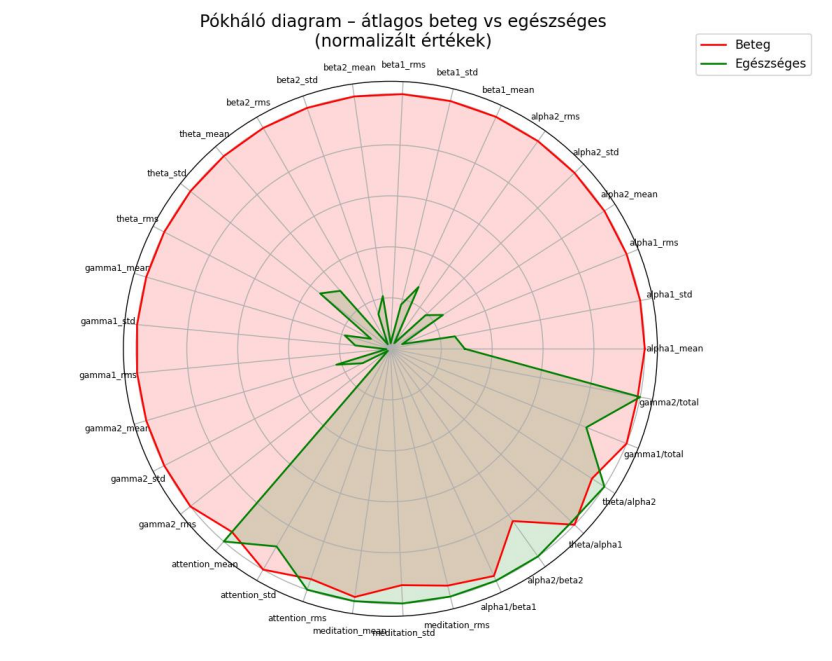 Pókháló diagram – átlagos beteg vs egészséges
(normalizált értékek)
Beteg
Egészséges
beta1_rms
beta2_mean
beta1_std
beta2_std
beta1_mean
beta2_rms
alpha2_rms
theta_mean
alpha2_std
theta_std
alpha2_mean
theta_rms
alpha1_rms
gamma1_mean
alpha1_std
gamma1_std
alpha1_mean
gamma1_rms
gamma2/total
gamma2_mean
gamma1/total
gamma2_std
theta/alpha2
gamma2_rms
theta/alpha1
attention_mean
alpha2/beta2
attention_std
alpha1/beta1
attention_rms
meditation_rms
meditation_mean
meditation_std